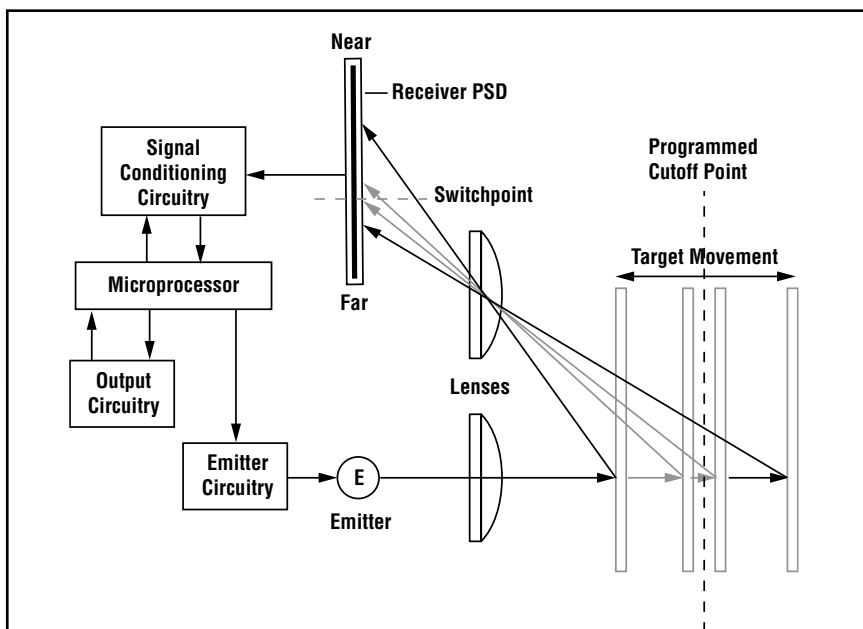 Near
Receiver PSD
Signal
Conditioning
Circuitry
Programmed
Cutoff Point
Switchpoint
Target Movement
Microprocessor
Far
Output
Circuitry
Lenses
Emitter
Circuitry
E
Emitter